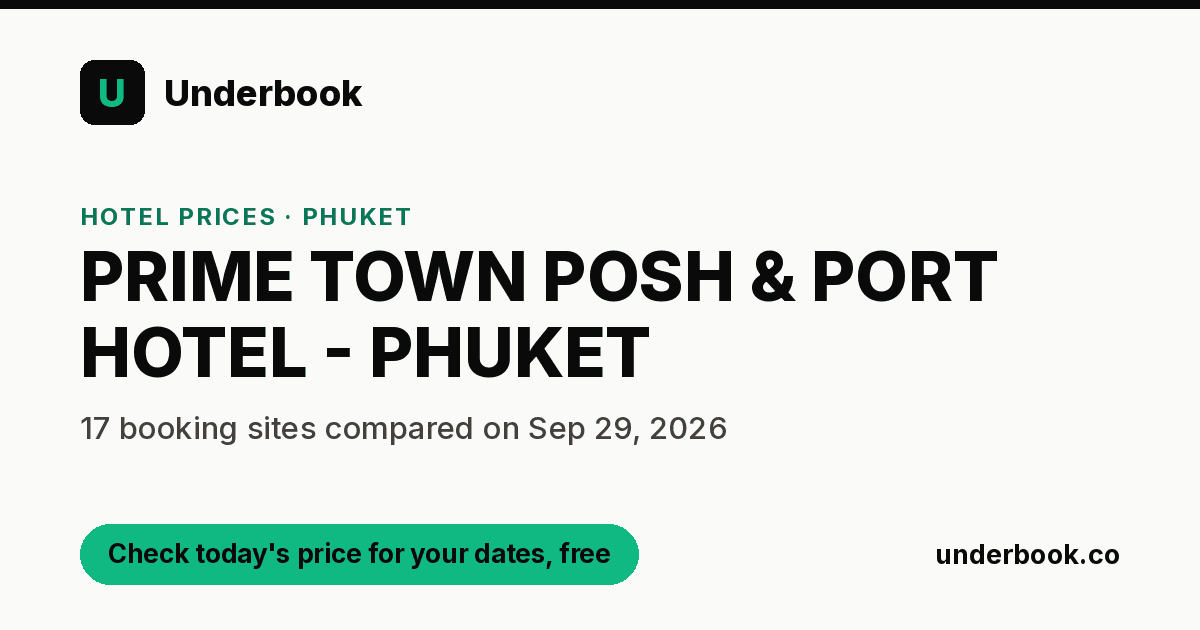 U Underbook
HOTEL PRICES · PHUKET
PRIME TOWN POSH & PORT
HOTEL - PHUKET
17 booking sites compared on Sep 29, 2026
Check today's price for your dates, free
underbook.co